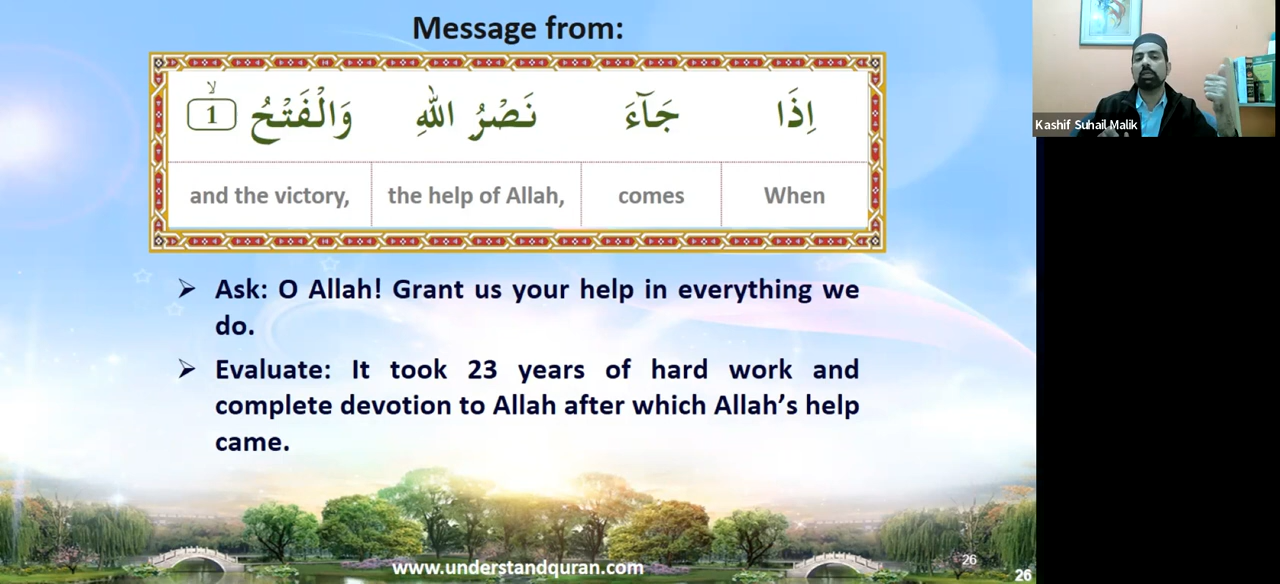 Message from:
إِذَا جَآءَ نَصْرُ اللّٰهِ وَالْفَتْحُ ۙ 1
When comes the help of Allah, and the victory,
➢ Ask: O Allah! Grant us your help in everything we
do.
➢ Evaluate: It took 23 years of hard work and
complete devotion to Allah after which Allah’s help
came.
www.understandquran.com
26
26
Kashif Suhail Malik